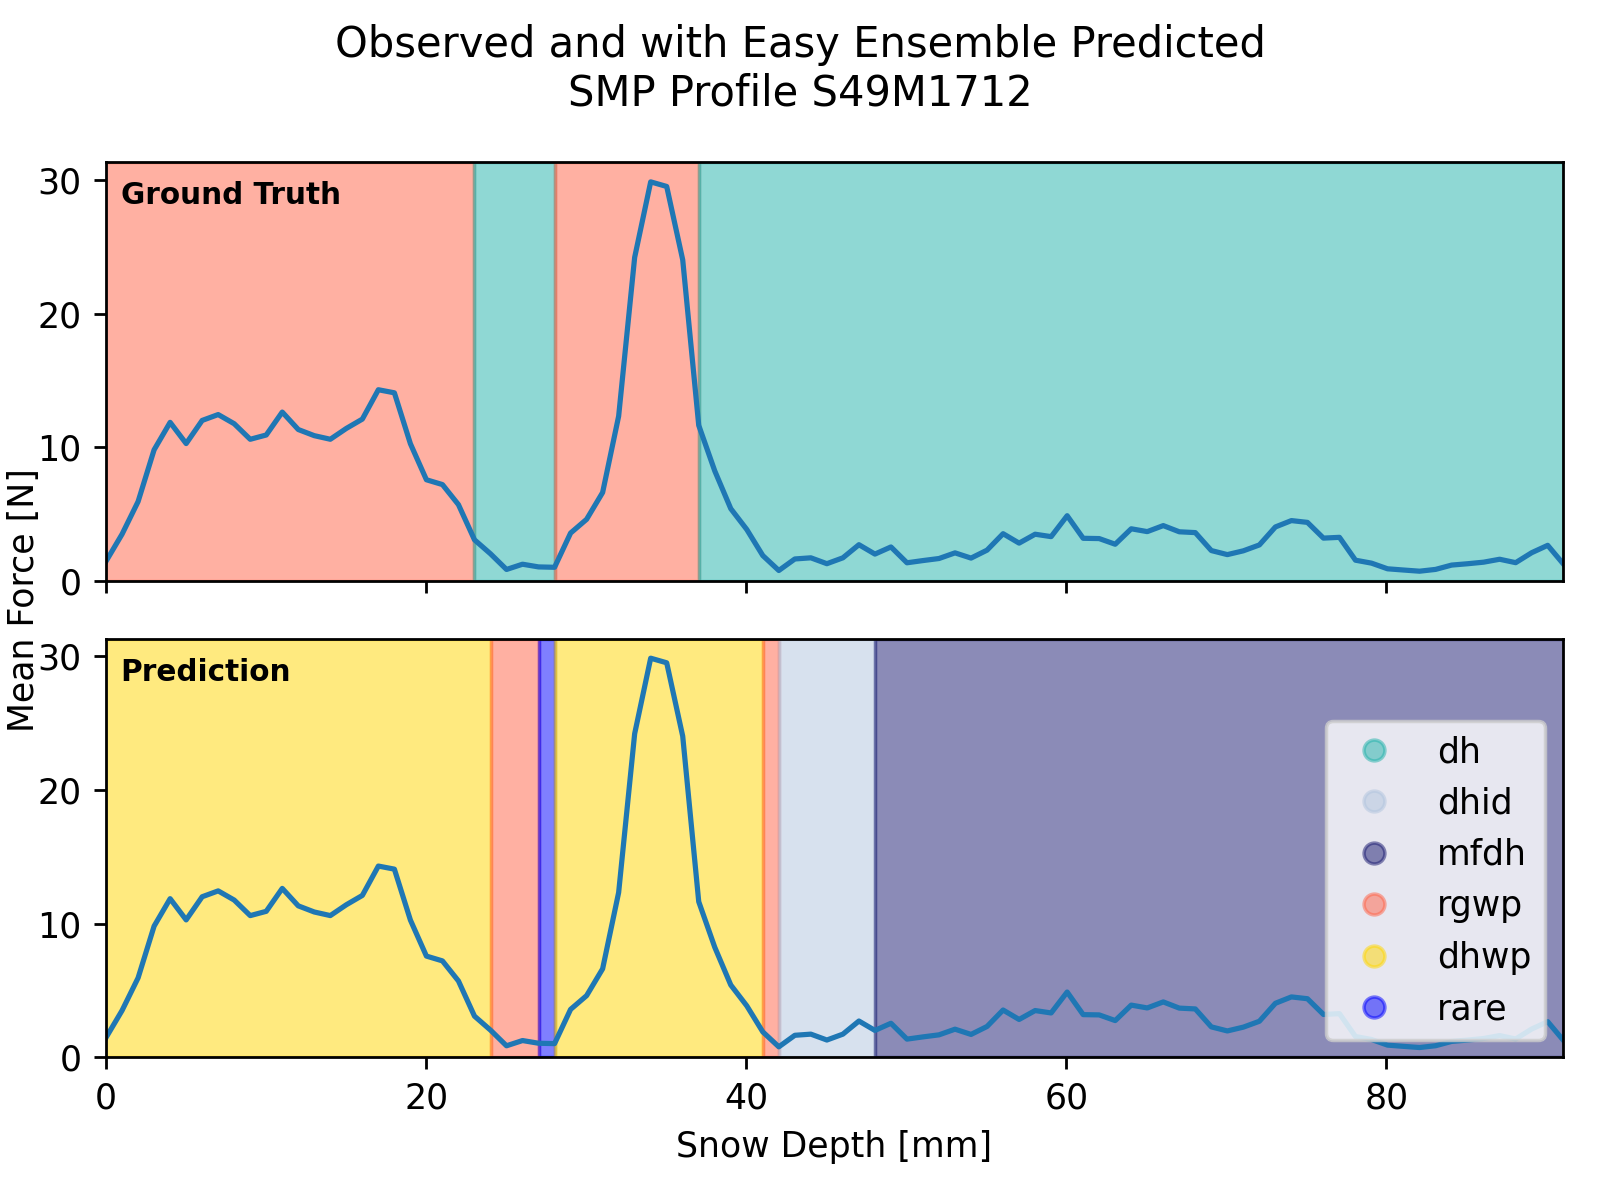 Observed and with Easy Ensemble Predicted
SMP Profile S49M1712
Mean Force [N]
30
20
10
0
Ground Truth
30
20
10
0
Prediction
dh
dhid
mfdh
rgwp
dhwp
rare
0 20 40 60 80
Snow Depth [mm]